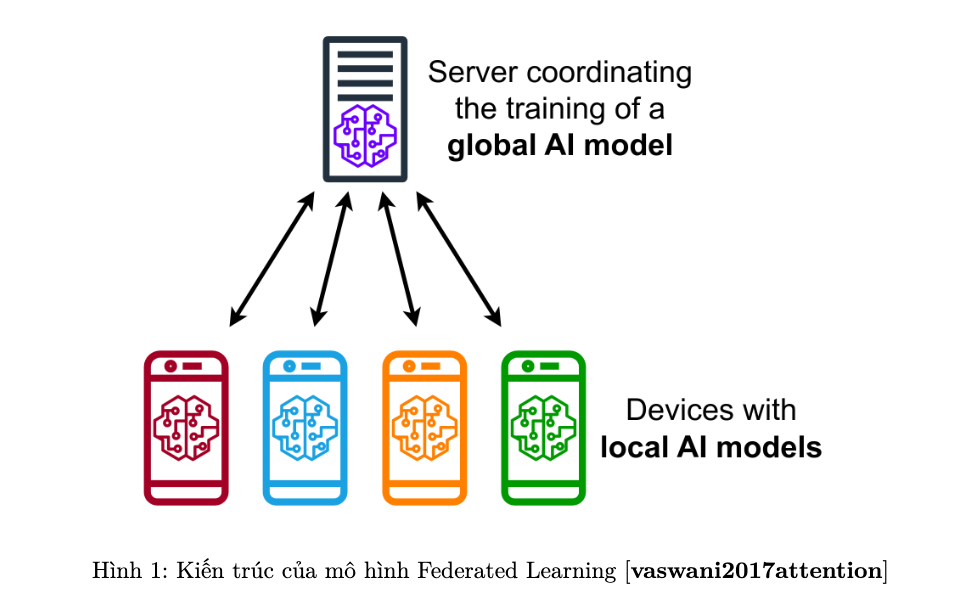 Server coordinating
the training of a
global AI model
Devices with
local AI models
Hình 1: Kiến trúc của mô hình Federated Learning [vaswani2017attention]